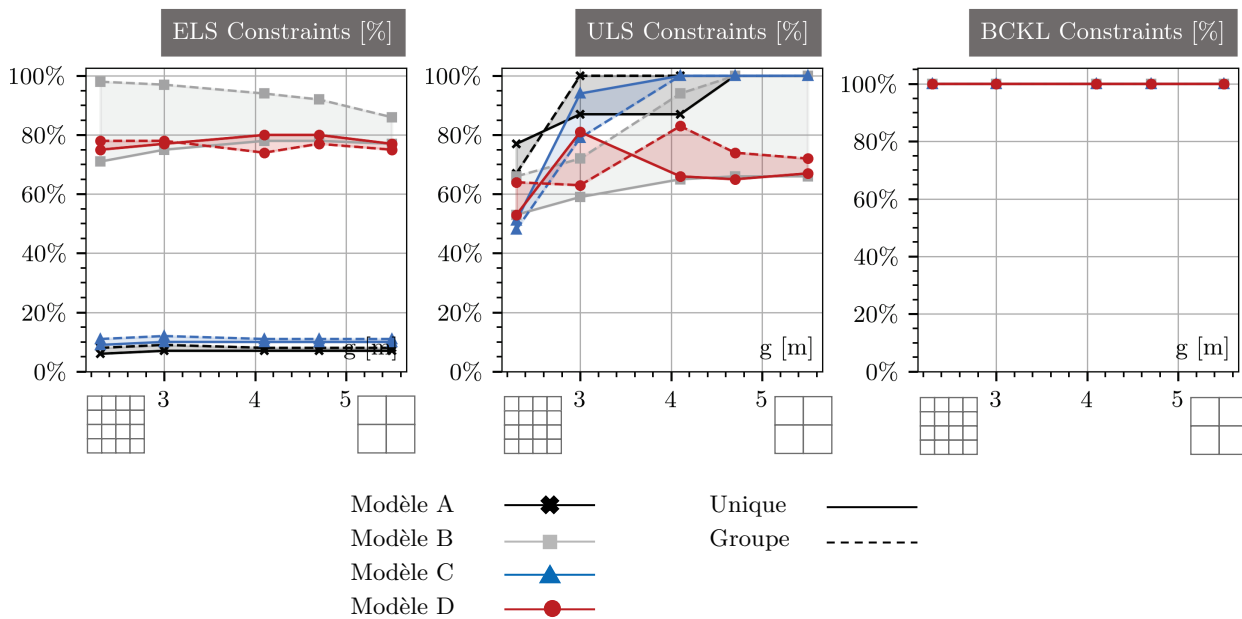 ELS Constraints [%]
100%
80%
60%
40%
20%
0%
3
4
5
g [m]
ULS Constraints [%]
100%
80%
60%
40%
20%
0%
3
4
5
g [m]
BCKL Constraints [%]
100%
80%
60%
40%
20%
0%
3
4
5
g [m]
Modèle A
Modèle B
Modèle C
Modèle D
Unique
Groupe